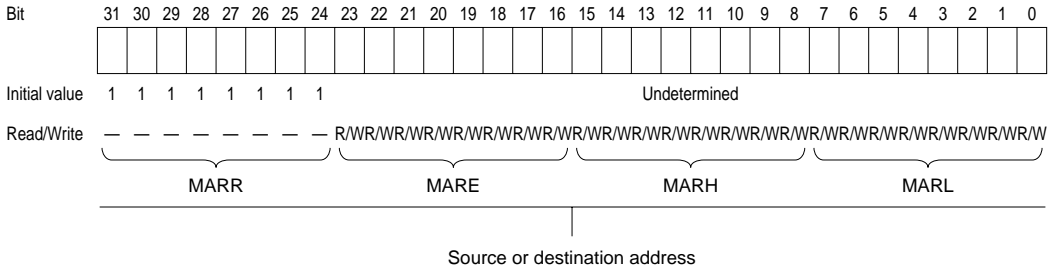 Bit 31 30 29 28 27 26 25 24 23 22 21 20 19 18 17 16 15 14 13 12 11 10 9 8 7 6 5 4 3 2 1 0
Initial value 1 1 1 1 1 1 1 1 Undetermined
Read/Write — — — — — — — — R/WR/WR/WR/WR/WR/WR/WR/WR/WR/WR/WR/WR/WR/WR/WR/WR/WR/WR/WR/WR/WR/WR/WR/W
MARR MARE MARH MARL
Source or destination address